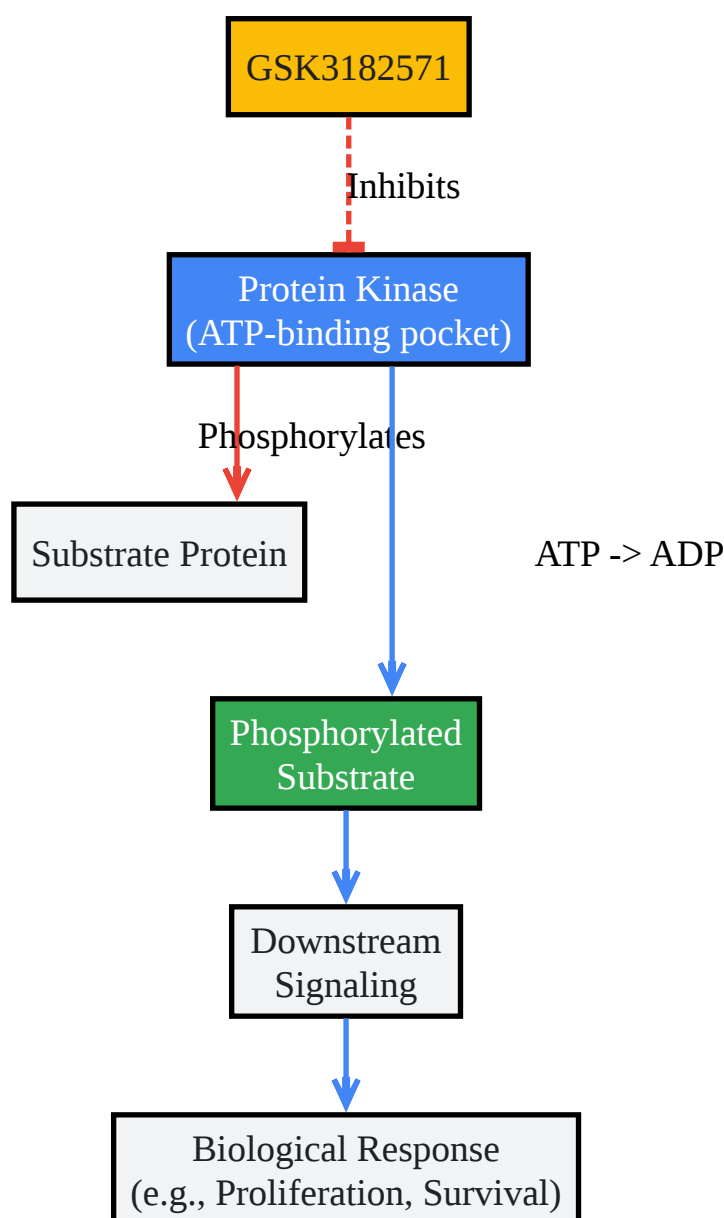 GSK3182571
Inhibits
Protein Kinase
(ATP-binding pocket)
Phosphorylates
Substrate Protein
ATP -> ADP
Phosphorylated
Substrate
Downstream
Signaling
Biological Response
(e.g., Proliferation, Survival)